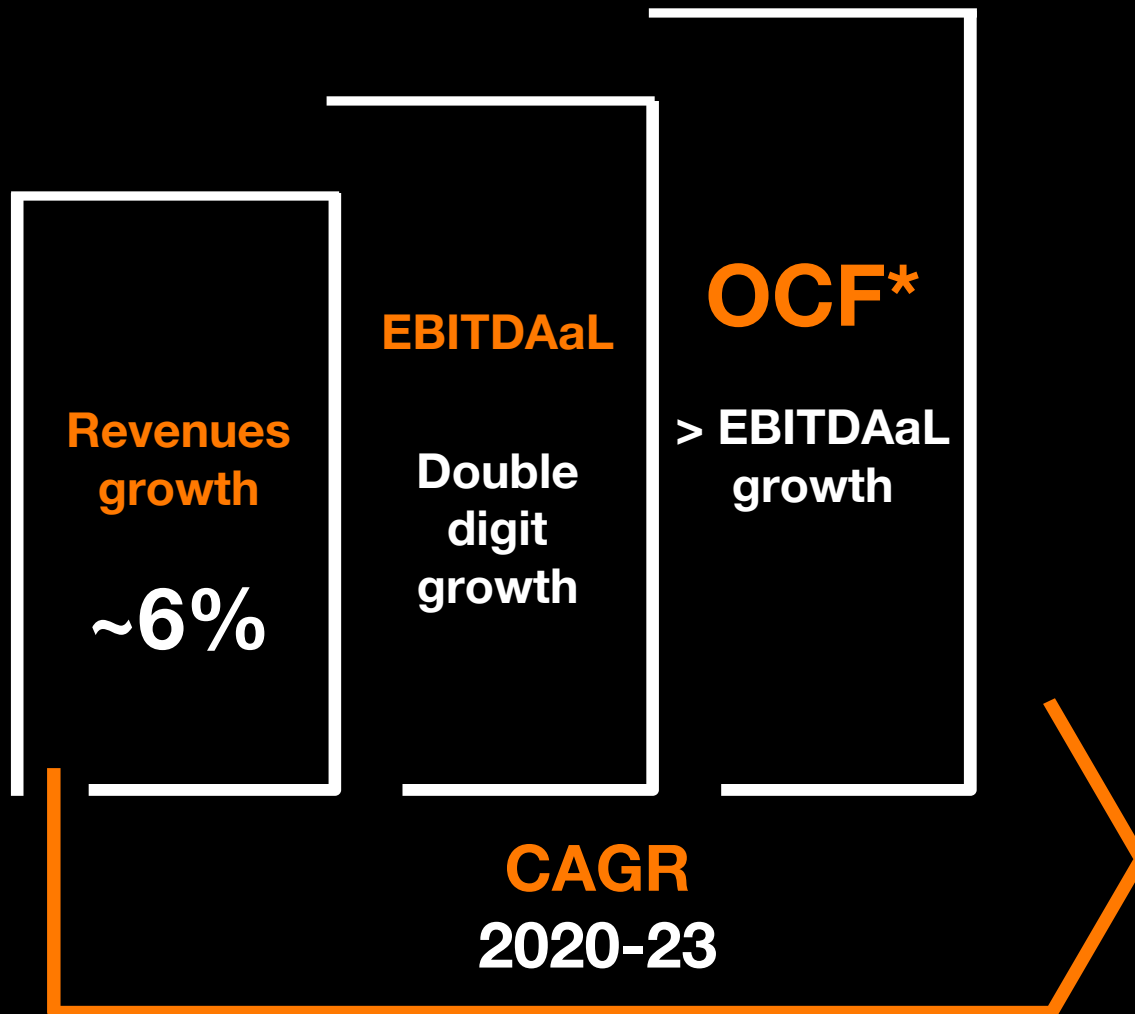 Revenues
growth
~6%
EBITDAaL
Double
digit
growth
OCF*
> EBITDAaL
growth
CAGR
2020-23